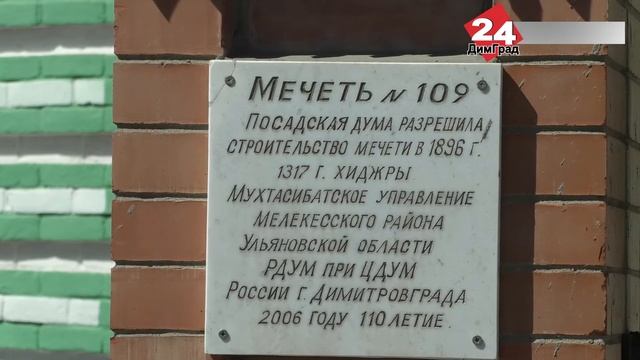 24
ДимГрад
Мечеть N 109
Посадская дума разрешила
строительство мечети в 1896 г.
1317 г. хиджры
Мухтасибатское управление
Мелекесского района
Ульяновской области
РДУМ при ЦДУМ
России г. Димитровграда
2006 году 110 летие.